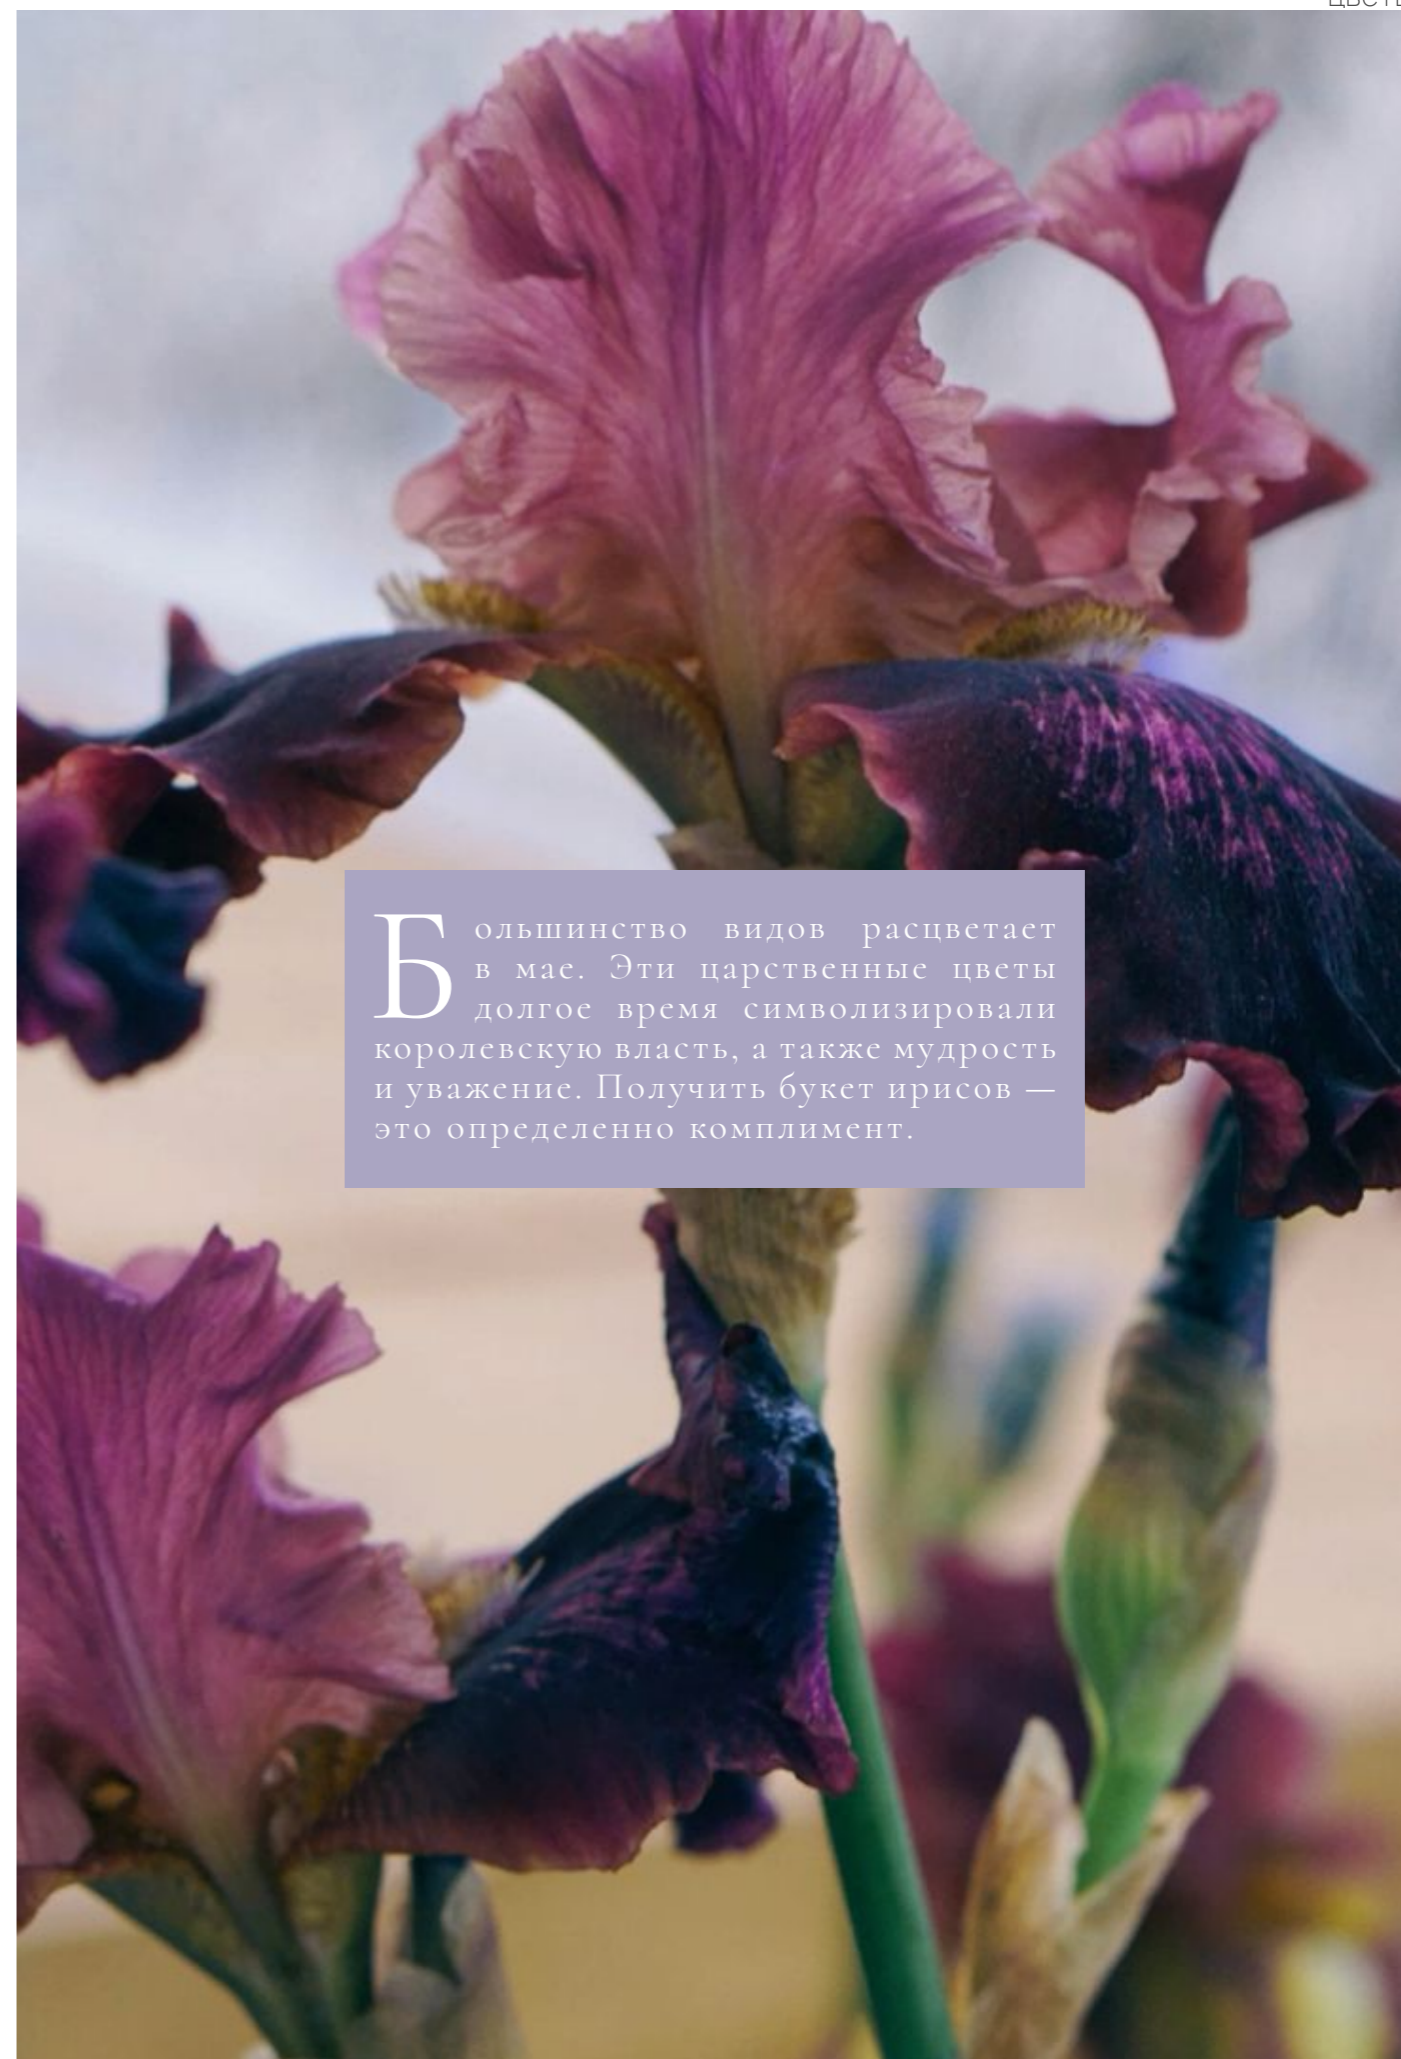 Большинство видов расцветает
в мае. Эти царственные цветы
долгое время символизировали
королевскую власть, а также мудрость
и уважение. Получить букет ирисов —
это определенно комплимент.